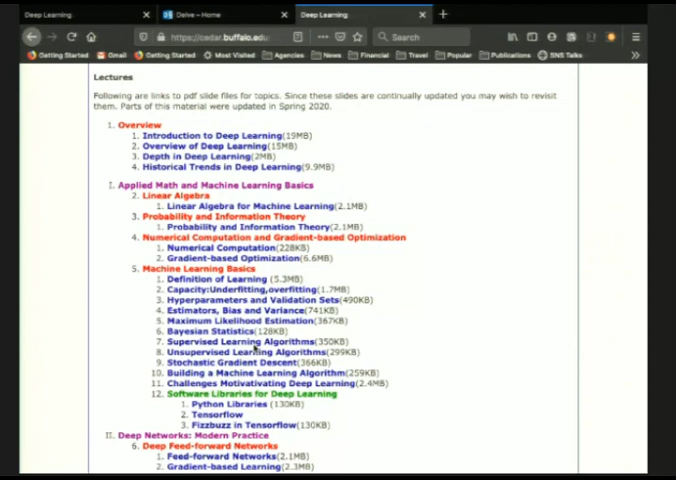 Deep Learning
Delve - Home
Deep Learning
https://cedar.buffalo.edu
Search
Getting Started Gmail Getting Started Most Visited Agencies News Financial Travel Popular Publications SNS Talks
Lectures
Following are links to pdf slide files for topics. Since these slides are continually updated you may wish to revisit
them. Parts of this material were updated in Spring 2020.
1. Overview
1. Introduction to Deep Learning(19MB)
2. Overview of Deep Learning(15MB)
3. Depth in Deep Learning(2MB)
4. Historical Trends in Deep Learning(9.9MB)
I. Applied Math and Machine Learning Basics
2. Linear Algebra
1. Linear Algebra for Machine Learning(2.1MB)
3. Probability and Information Theory
1. Probability and Information Theory(2.1MB)
4. Numerical Computation and Gradient-based Optimization
1. Numerical Computation(228KB)
2. Gradient-based Optimization(6.6MB)
5. Machine Learning Basics
1. Definition of Learning (5.3MB)
2. Capacity:Underfitting,overfitting(1.7MB)
3. Hyperparameters and Validation Sets(490KB)
4. Estimators, Bias and Variance(741KB)
5. Maximum Likelihood Estimation(367KB)
6. Bayesian Statistics(128KB)
7. Supervised Learning Algorithms(350KB)
8. Unsupervised Learning Algorithms(299KB)
9. Stochastic Gradient Descent(366KB)
10. Building a Machine Learning Algorithm(259KB)
11. Challenges Motivativating Deep Learning(2.4MB)
12. Software Libraries for Deep Learning
1. Python Libraries (130KB)
2. Tensorflow
3. Fizzbuzz in Tensorflow(130KB)
II. Deep Networks: Modern Practice
6. Deep Feed-forward Networks
1. Feed-forward Networks(2.1MB)
2. Gradient-based Learning(2.3MB)